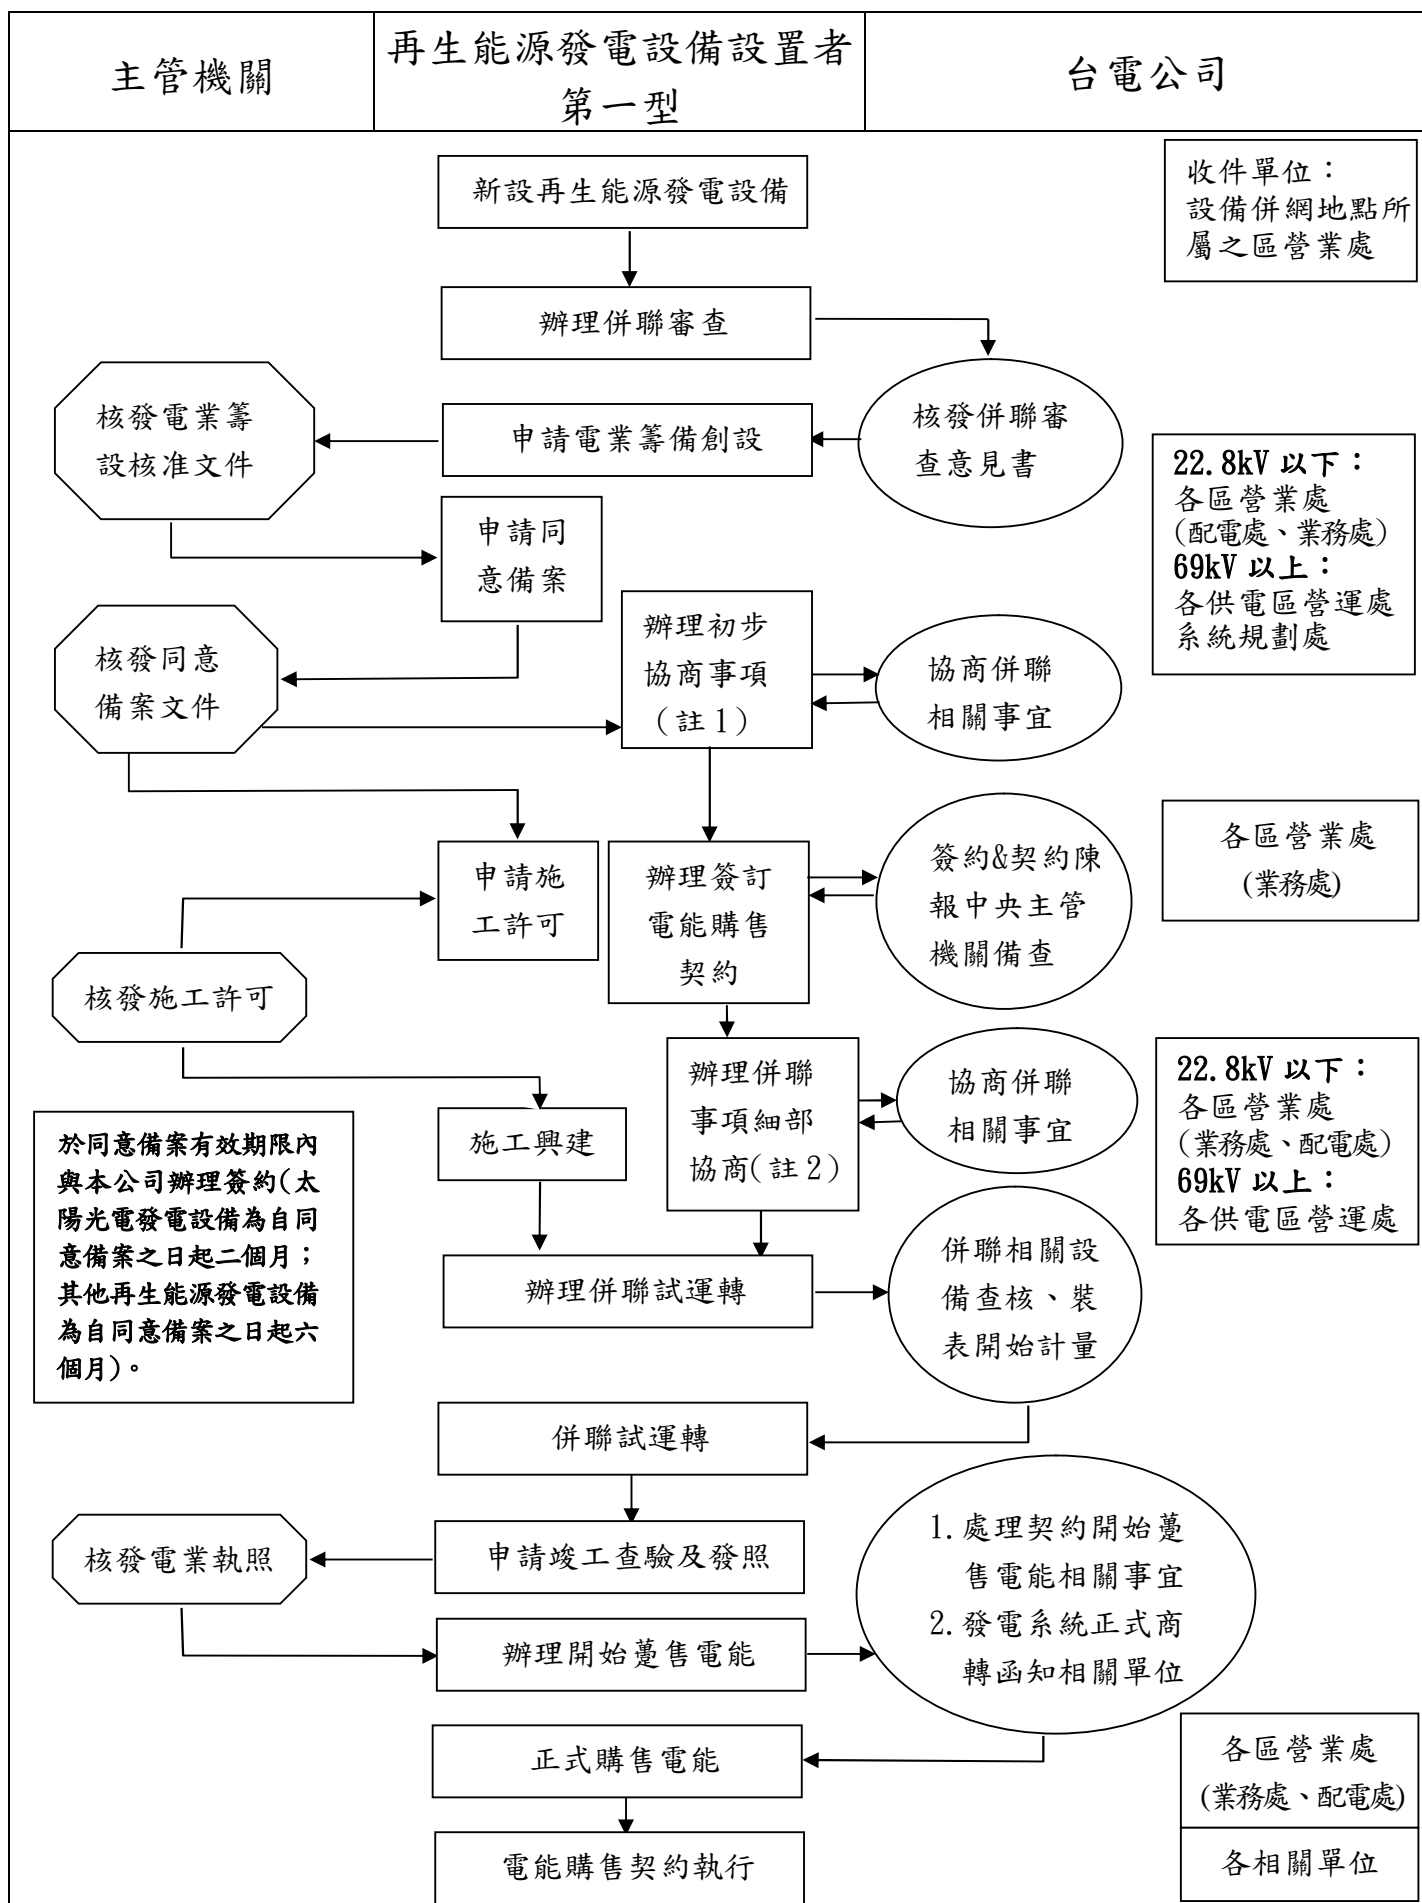 主管機關
再生能源發電設備設置者
第一型
台電公司
新設再生能源發電設備
收件單位：
設備併網地點所
屬之區營業處
辦理併聯審查
核發電業籌
設核准文件
申請電業籌備創設
核發併聯審
查意見書
22.8kV 以下：
各區營業處
(配電處、業務處)
69kV 以上：
各供電區營運處
系統規劃處
申請同
意備案
核發同意
備案文件
辦理初步
協商事項
(註1)
協商併聯
相關事宜
申請施
工許可
辦理簽訂
電能購售
契約
簽約&契約陳
報中央主管
機關備查
各區營業處
(業務處)
核發施工許可
辦理併聯
事項細部
協商(註2)
協商併聯
相關事宜
22.8kV 以下：
各區營業處
(業務處、配電處)
69kV 以上：
各供電區營運處
於同意備案有效期限內
與本公司辦理簽約(太
陽光電發電設備為自同
意備案之日起二個月；
其他再生能源發電設備
為自同意備案之日起六
個月)。
施工興建
辦理併聯試運轉
併聯相關設
備查核、裝
表開始計量
併聯試運轉
核發電業執照
申請竣工查驗及發照
1.處理契約開始躉
售電能相關事宜
2.發電系統正式商
轉函知相關單位
辦理開始躉售電能
正式購售電能
各區營業處
(業務處、配電處)
電能購售契約執行
各相關單位